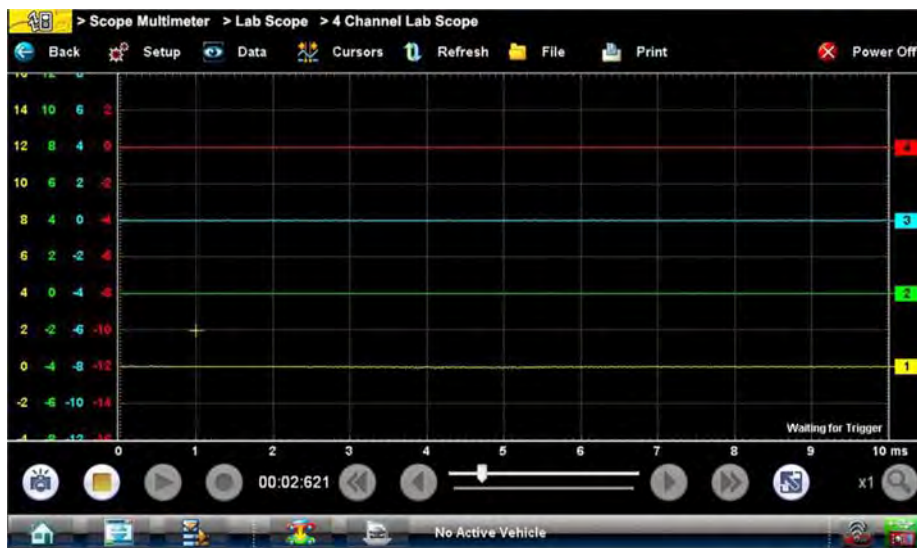 > Scope Multimeter > Lab Scope > 4 Channel Lab Scope
Back Setup Data Cursors Refresh File Print Power Off
14 10 6 2
12 8 4 0 4
10 6 2 -2
8 4 0 -4 3
6 2 -2 -6
4 0 -4 -8 2
2 -2 -6 -10
0 -4 -8 -12 1
-2 -6 -10 -14
Waiting for Trigger
0 1 2 3 4 5 6 7 8 9 10 ms
00:02:621 x1
No Active Vehicle